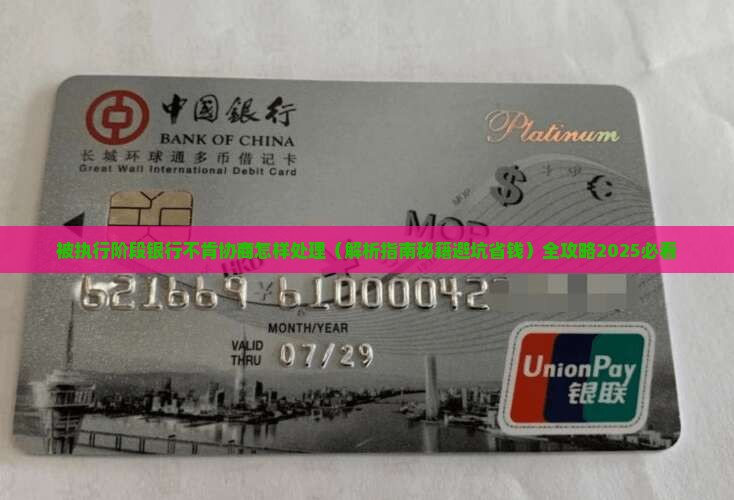 中国银行
BANK OF CHINA
长城环球通多币借记卡
Great Wall International Debit Card
Platinum
MOP
$
€
MOP
被执行阶段银行不肯协商怎样处理（解析指南秘籍避坑省钱）全攻略2025必看
621669 61000042
MONTH/YEAR
VALID THRU 07/29
UnionPay
银联